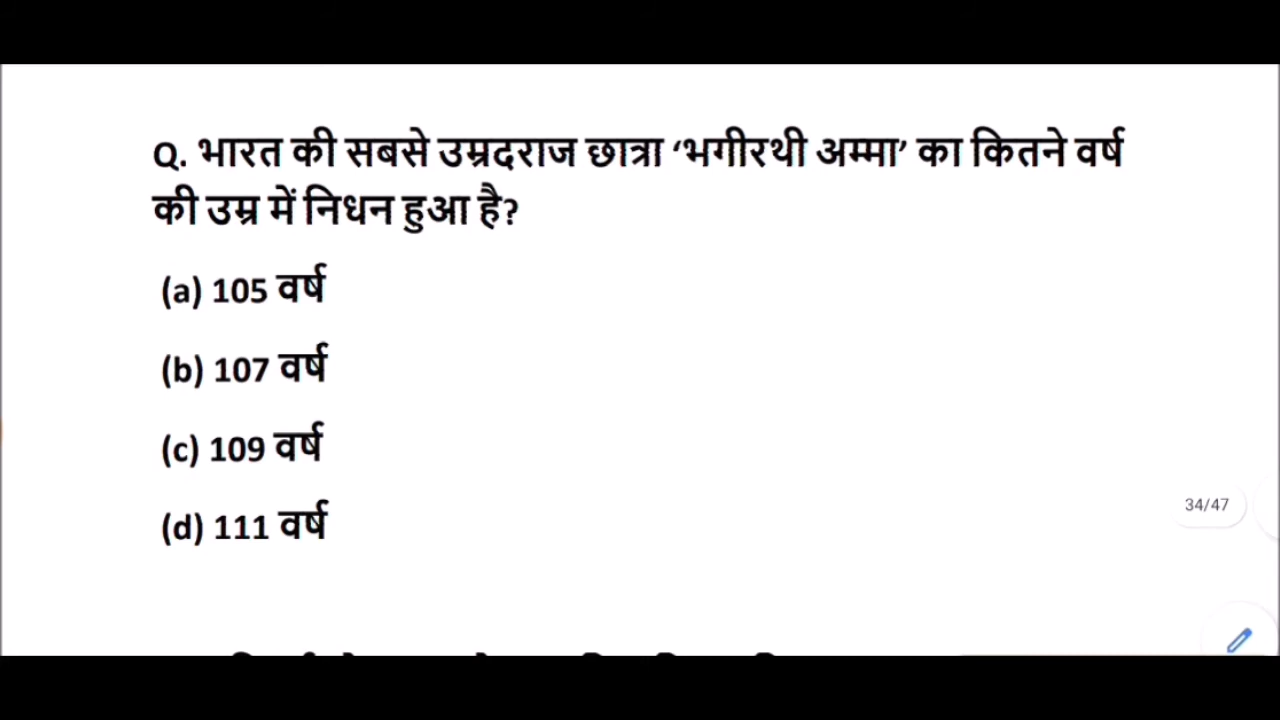 Q. भारत की सबसे उम्रदराज छात्रा ‘भगीरथी अम्मा’ का कितने वर्ष
की उम्र में निधन हुआ है?
(a) 105 वर्ष
(b) 107 वर्ष
(c) 109 वर्ष
34/47
(d) 111 वर्ष